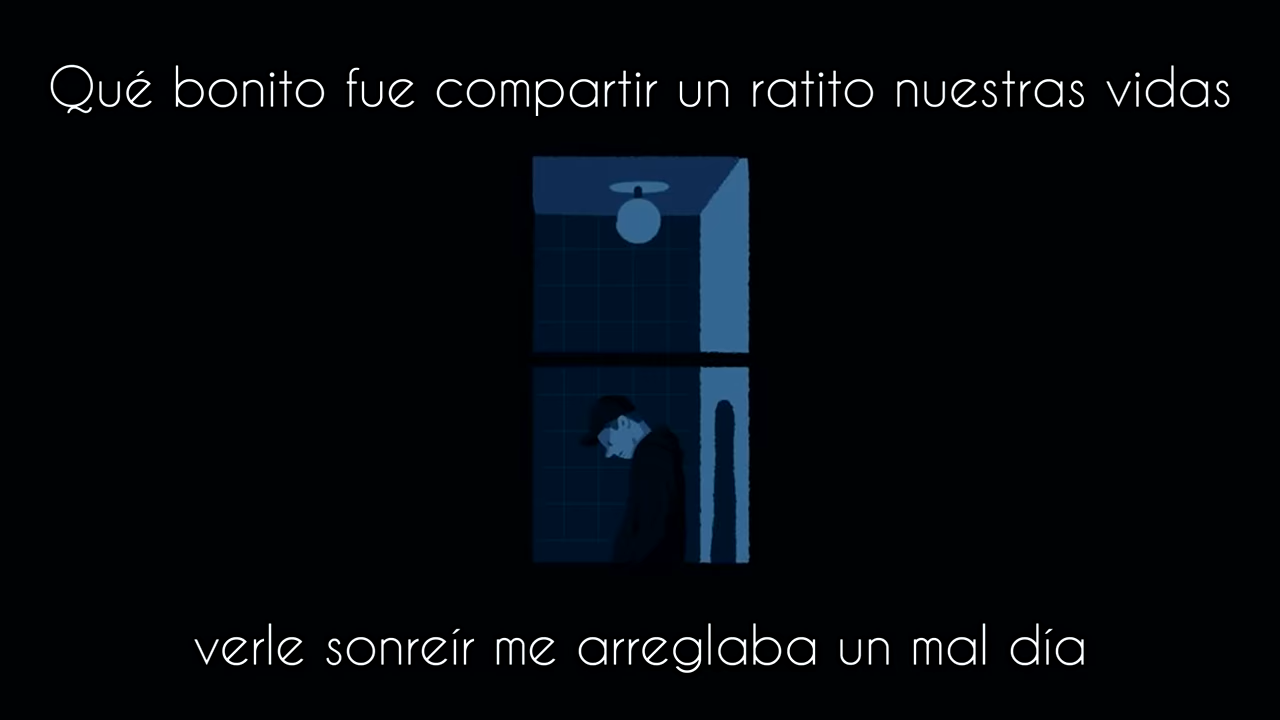 Qué bonito fue compartir un ratito nuestras vidas
verle sonreír me arreglaba un mal día